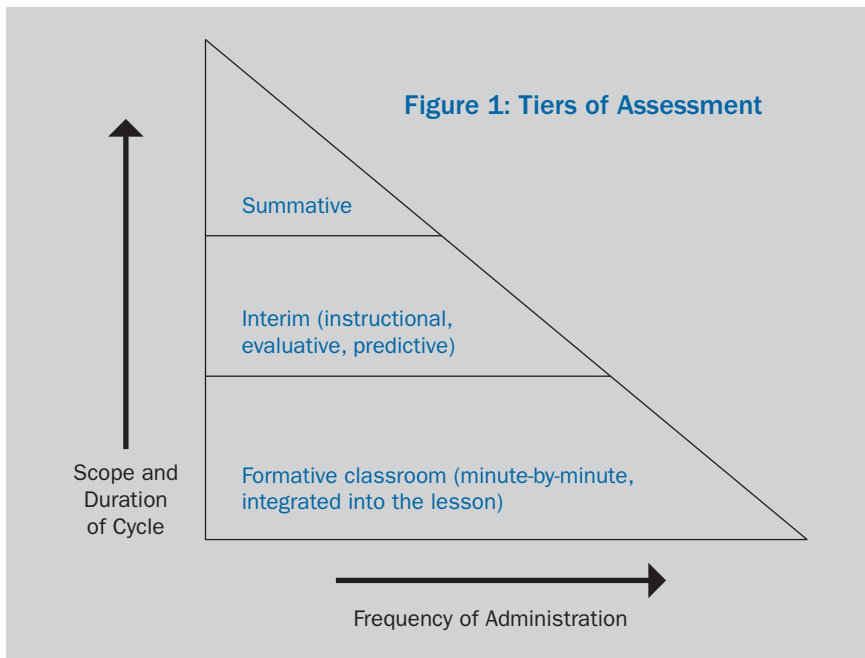 Figure 1: Tiers of Assessment
Summative
Interim (instructional,
evaluative, predictive)
Formative classroom (minute-by-minute,
integrated into the lesson)
Scope and
Duration
of Cycle
Frequency of Administration